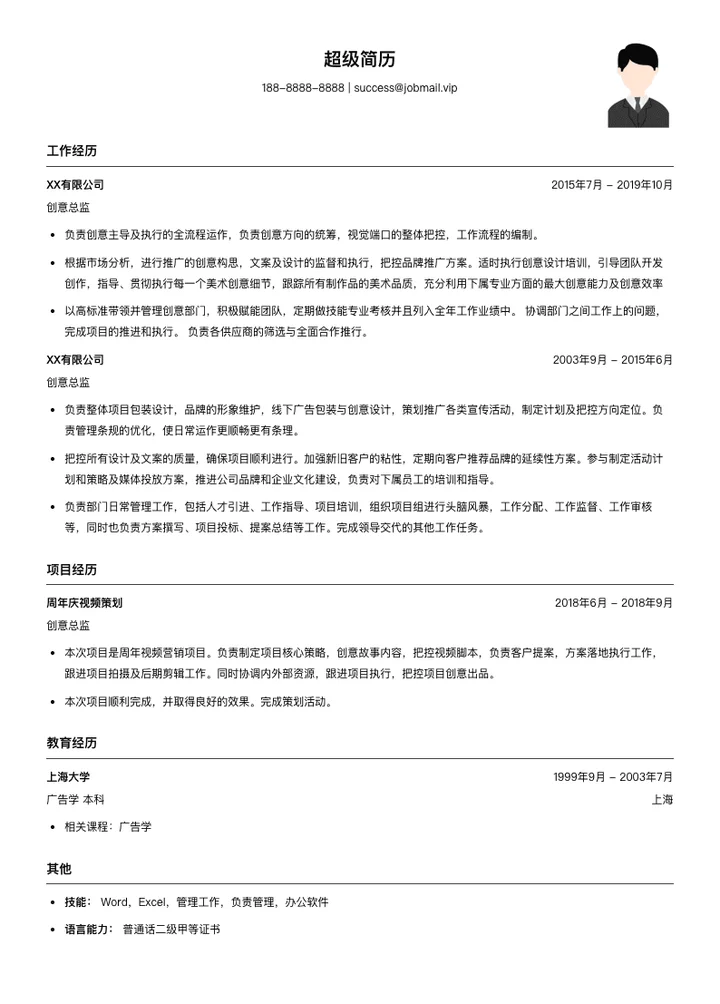 超级简历
188-8888-8888 | success@jobmail.vip
工作经历
XX有限公司 2015年7月 – 2019年10月
创意总监
• 负责创意主导及执行的全流程运作，负责创意方向的统筹，视觉端口的整体把控，工作流程的编制。
• 根据市场分析，进行推广的创意构思，文案及设计的监督和执行，把控品牌推广方案。适时执行创意设计培训，引导团队开发
创作，指导、贯彻执行每一个美术创意细节，跟踪所有制作品的美术品质，充分利用下属专业方面的最大创意能力及创意效率
• 以高标准带领并管理创意部门，积极赋能团队，定期做技能专业考核并且列入全年工作业绩中。 协调部门之间工作上的问题，
完成项目的推进和执行。 负责各供应商的筛选与全面合作推行。
XX有限公司 2003年9月 – 2015年6月
创意总监
• 负责整体项目包装设计，品牌的形象维护，线下广告包装与创意设计，策划推广各类宣传活动，制定计划及把控方向定位。负
责管理条规的优化，使日常运作更顺畅更有条理。
• 把控所有设计及文案的质量，确保项目顺利进行。加强新旧客户的粘性，定期向客户推荐品牌的延续性方案。参与制定活动计
划和策略及媒体投放方案，推进公司品牌和企业文化建设，负责对下属员工的培训和指导。
• 负责部门日常管理工作，包括人才引进、工作指导、项目培训，组织项目组进行头脑风暴，工作分配、工作监督、工作审核
等，同时也负责方案撰写、项目投标、提案总结等工作。完成领导交代的其他工作任务。
项目经历
周年庆视频策划 2018年6月 – 2018年9月
创意总监
• 本次项目是周年视频营销项目。负责制定项目核心策略，创意故事内容，把控视频脚本，负责客户提案，方案落地执行工作，
跟进项目拍摄及后期剪辑工作。同时协调内外部资源，跟进项目执行，把控项目创意出品。
• 本次项目顺利完成，并取得良好的效果。完成策划活动。
教育经历
上海大学 1999年9月 – 2003年7月
广告学 本科 上海
• 相关课程：广告学
其他
• 技能： Word，Excel，管理工作，负责管理，办公软件
• 语言能力： 普通话二级甲等证书